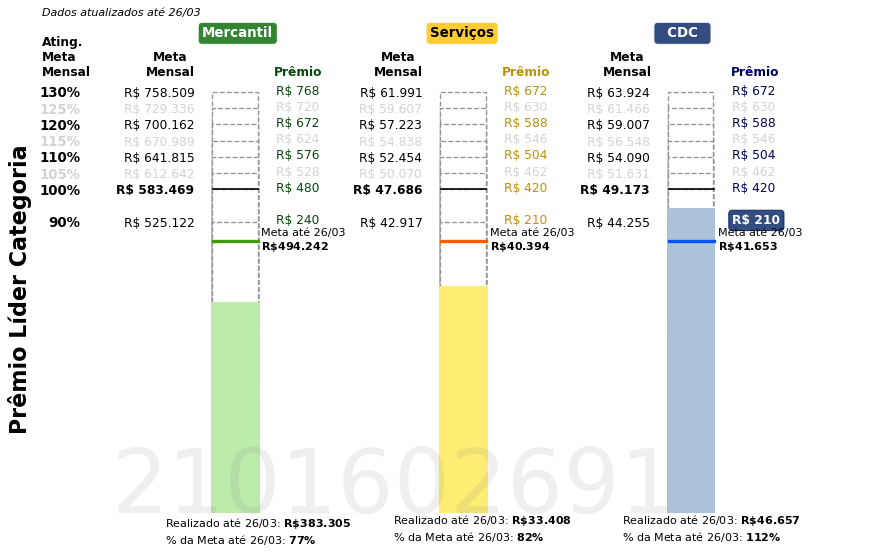 Dados atualizados até 26/03
Mercantil
Serviços
CDC
Ating.
Meta
Mensal
Meta
Mensal
Prêmio
Meta
Mensal
Prêmio
Meta
Mensal
Prêmio
130% R$ 758.509 R$ 768 R$ 61.991 R$ 672 R$ 63.924 R$ 672
125% R$ 729.336 R$ 720 R$ 59.607 R$ 630 R$ 61.466 R$ 630
120% R$ 700.162 R$ 672 R$ 57.223 R$ 588 R$ 59.007 R$ 588
115% R$ 670.989 R$ 624 R$ 54.838 R$ 546 R$ 56.548 R$ 546
110% R$ 641.815 R$ 576 R$ 52.454 R$ 504 R$ 54.090 R$ 504
105% R$ 612.642 R$ 528 R$ 50.070 R$ 462 R$ 51.631 R$ 462
100% R$ 583.469 R$ 480 R$ 47.686 R$ 420 R$ 49.173 R$ 420
90% R$ 525.122 R$ 240 R$ 42.917 R$ 210 R$ 44.255 R$ 210
Meta até 26/03
R$494.242
Meta até 26/03
R$40.394
Meta até 26/03
R$41.653
Prêmio Líder Categoria
2101602691
Realizado até 26/03: R$383.305
% da Meta até 26/03: 77%
Realizado até 26/03: R$33.408
% da Meta até 26/03: 82%
Realizado até 26/03: R$46.657
% da Meta até 26/03: 112%